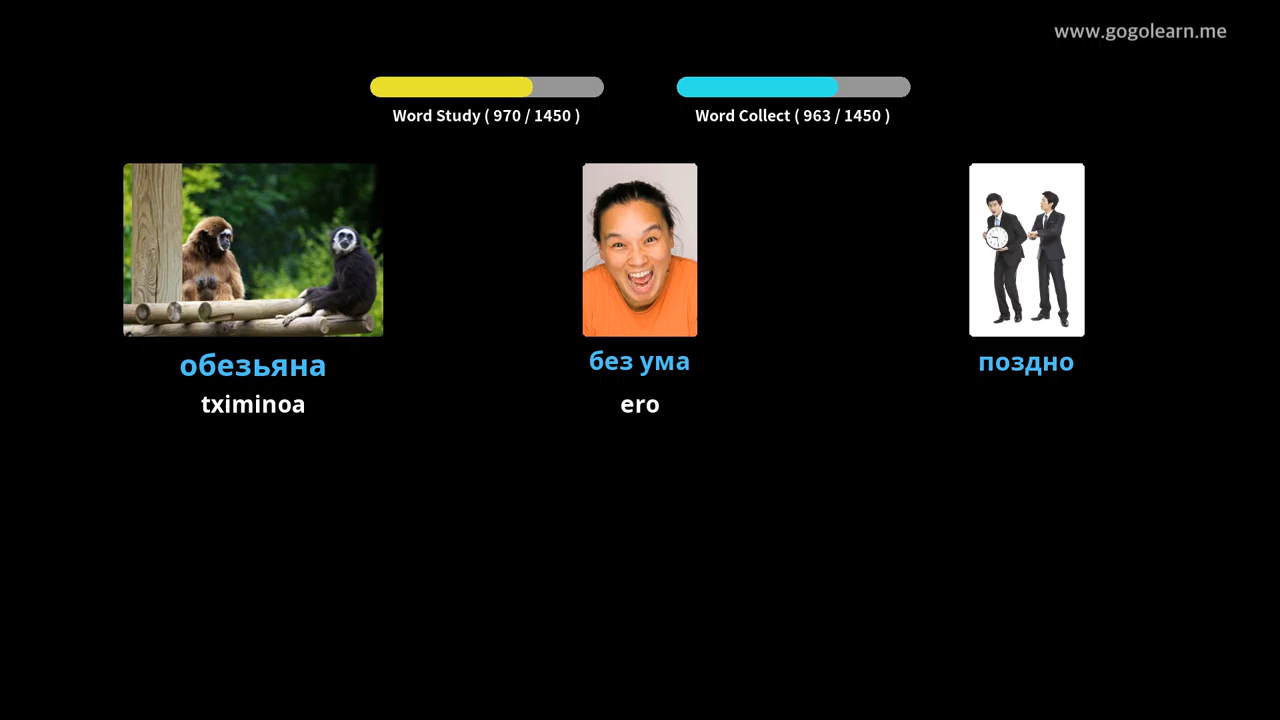 www.gogolearn.me
Word Study ( 970 / 1450 )
Word Collect ( 963 / 1450 )
обезьяна
без ума
поздно
tximinoa
ero